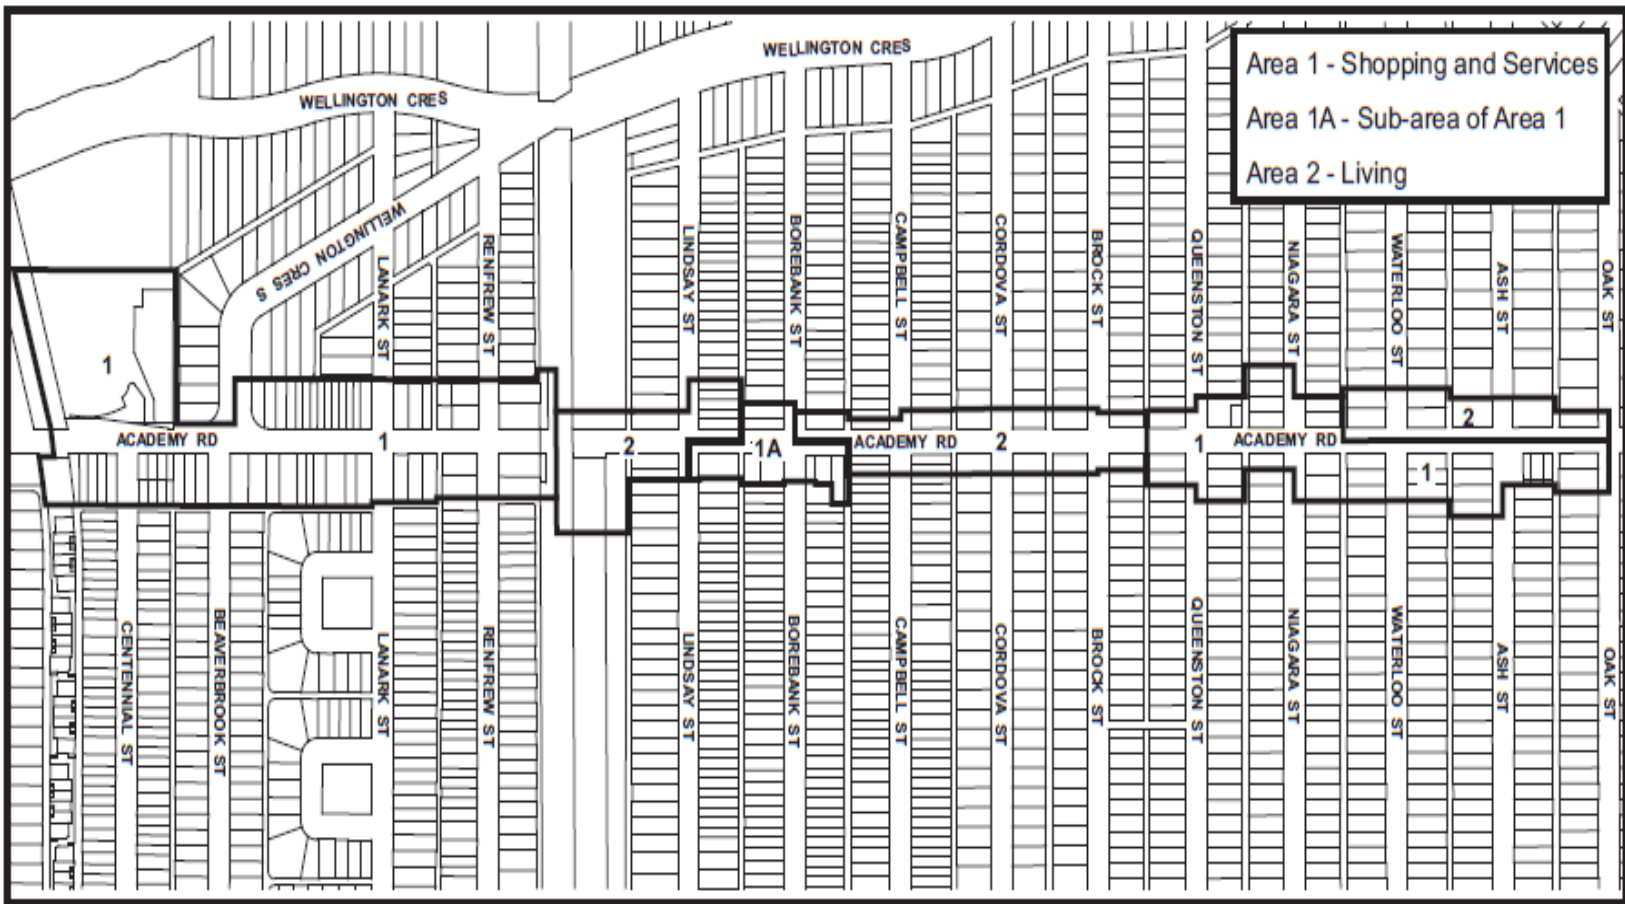 WELLINGTON CRES
WELLINGTON CRES
Area 1 - Shopping and Services
Area 1A - Sub-area of Area 1
Area 2 - Living
WELLINGTON CRES S
LANARK ST
RENFREW ST
LINDSAY ST
BOREBANK ST
CAMPBELL ST
CORDOVA ST
BROCK ST
QUEENSTON ST
NIAGARA ST
WATERLOO ST
ASH ST
OAK ST
1
ACADEMY RD
1
2
1A
ACADEMY RD
2
1
ACADEMY RD
2
1
CENTENNIAL ST
BEAVERBROOK ST
LANARK ST
RENFREW ST
LINDSAY ST
BOREBANK ST
CAMPBELL ST
CORDOVA ST
BROCK ST
QUEENSTON ST
NIAGARA ST
WATERLOO ST
ASH ST
OAK ST